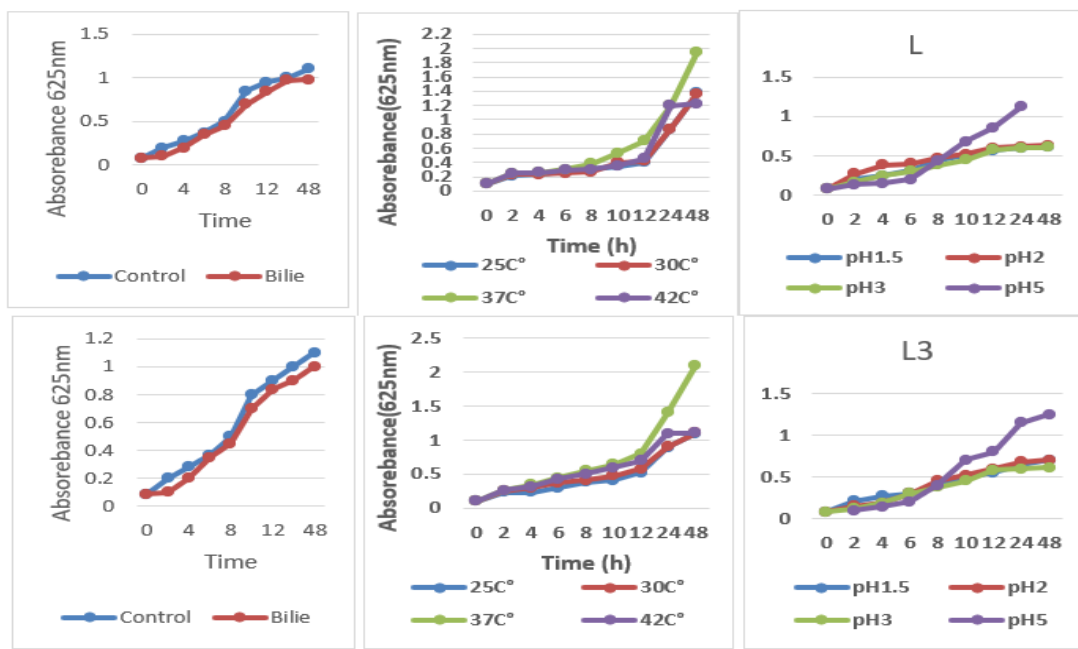 Absorebance 625nm
1.5
1
0.5
0
0 4 8 12 48
Time
Control Bilie
Absorebance(625nm)
2.2
2
1.8
1.6
1.4
1.2
1
0.8
0.6
0.4
0.2
0
0 2 4 6 8 10 12 24 48
Time (h)
25C° 30C°
37C° 42C°
L
1.5
1
0.5
0
0 2 4 6 8 10 12 24 48
pH1.5 pH2
pH3 pH5
Absorebance 625nm
1.2
1
0.8
0.6
0.4
0.2
0
0 4 8 12 48
Time
Control Bilie
Absorebance(625nm)
2.5
2
1.5
1
0.5
0
0 2 4 6 8 10 12 24 48
Time (h)
25C° 30C°
37C° 42C°
L3
1.5
1
0.5
0
0 2 4 6 8 10 12 24 48
pH1.5 pH2
pH3 pH5